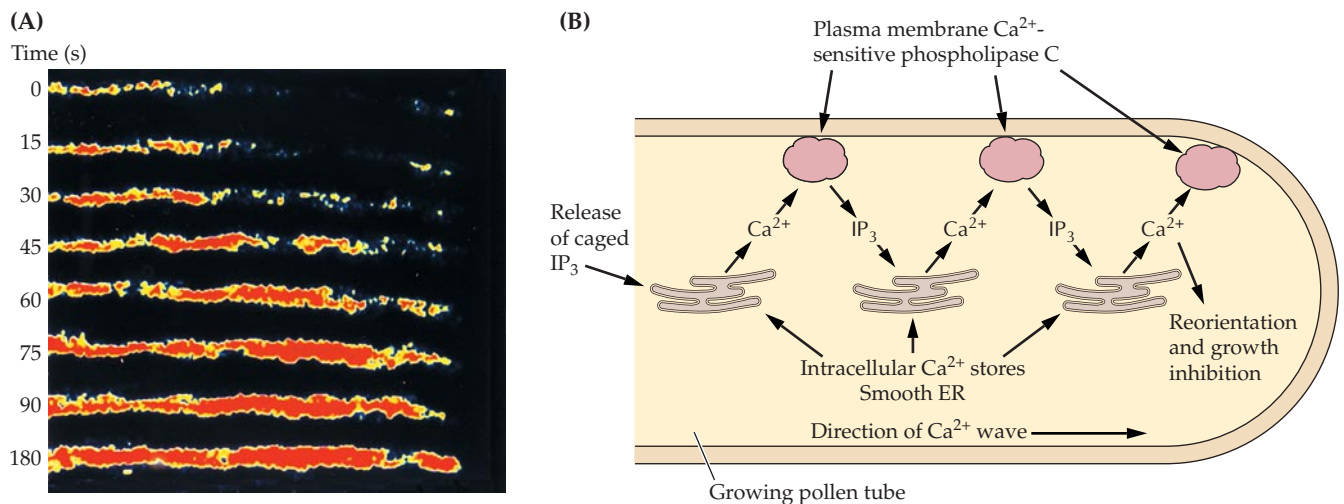 (A)
Time (s)
0
15
30
45
60
75
90
180
(B)
Plasma membrane Ca²⁺-
sensitive phospholipase C
Release
of caged
IP₃
Ca²⁺
IP₃
Ca²⁺
IP₃
Ca²⁺
Reorientation
and growth
inhibition
Intracellular Ca²⁺ stores
Smooth ER
Direction of Ca²⁺ wave
Growing pollen tube